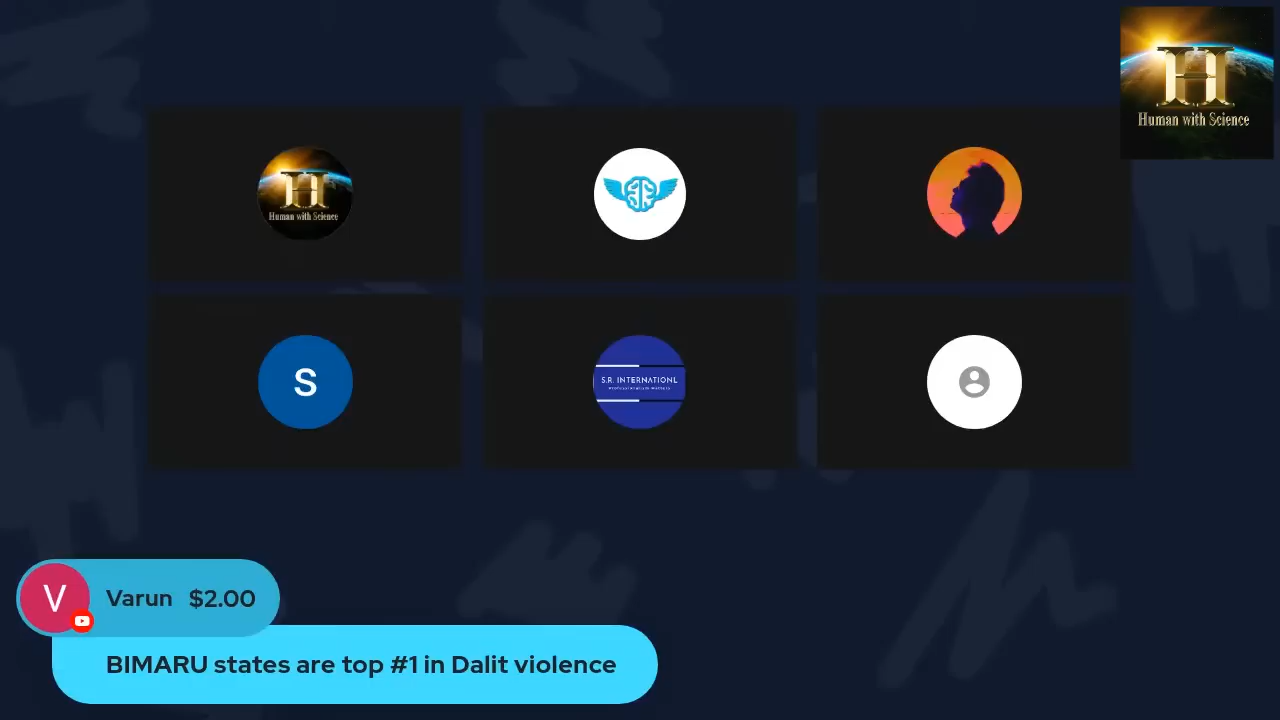 H
Human with Science
H
Human with Science
S
S.R. INTERNATIONL
V
Varun $2.00
BIMARU states are top #1 in Dalit violence